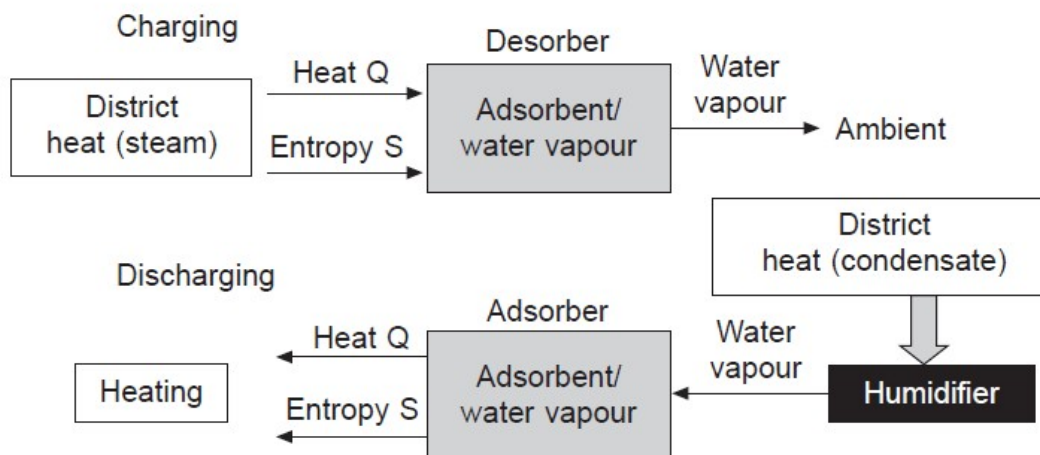 Charging
Desorber
District
heat (steam)
Heat Q
Entropy S
Adsorbent/
water vapour
Water
vapour
Ambient
District
heat (condensate)
Discharging
Adsorber
Heating
Heat Q
Entropy S
Adsorbent/
water vapour
Water
vapour
Humidifier